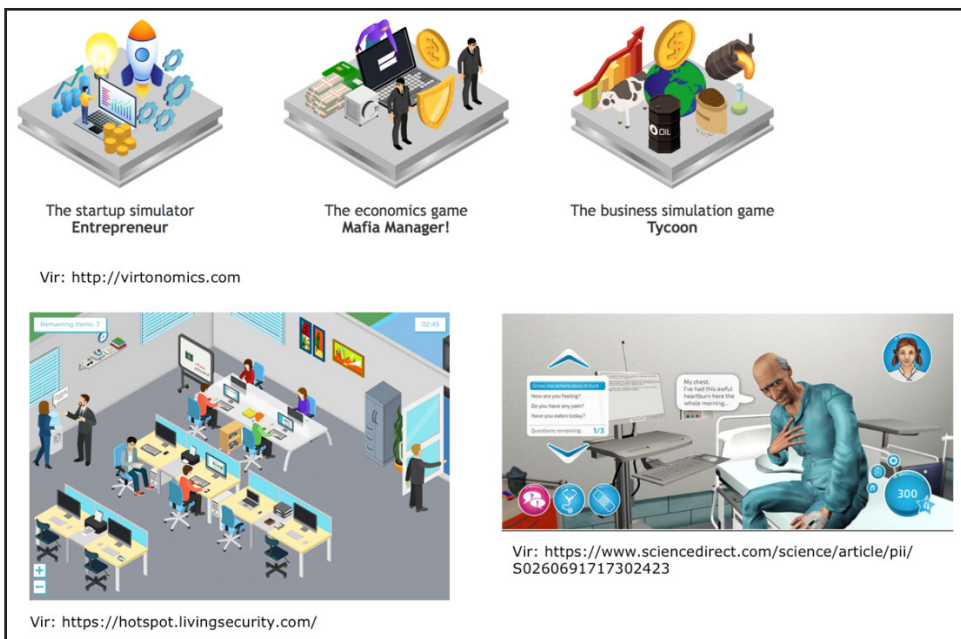 OIL
The startup simulator
Entrepreneur
The economics game
Mafia Manager!
The business simulation game
Tycoon
Vir: http://virtonomics.com
Remaining items: 7
02:45
How are you feeling?
Do you have any pain?
Have you eaten today?
Questions remaining: 1/3
My chest.
I've had this awful
heartburn here the
whole morning...
300
Vir: https://www.sciencedirect.com/science/article/pii/
S0260691717302423
Vir: https://hotspot.livingsecurity.com/